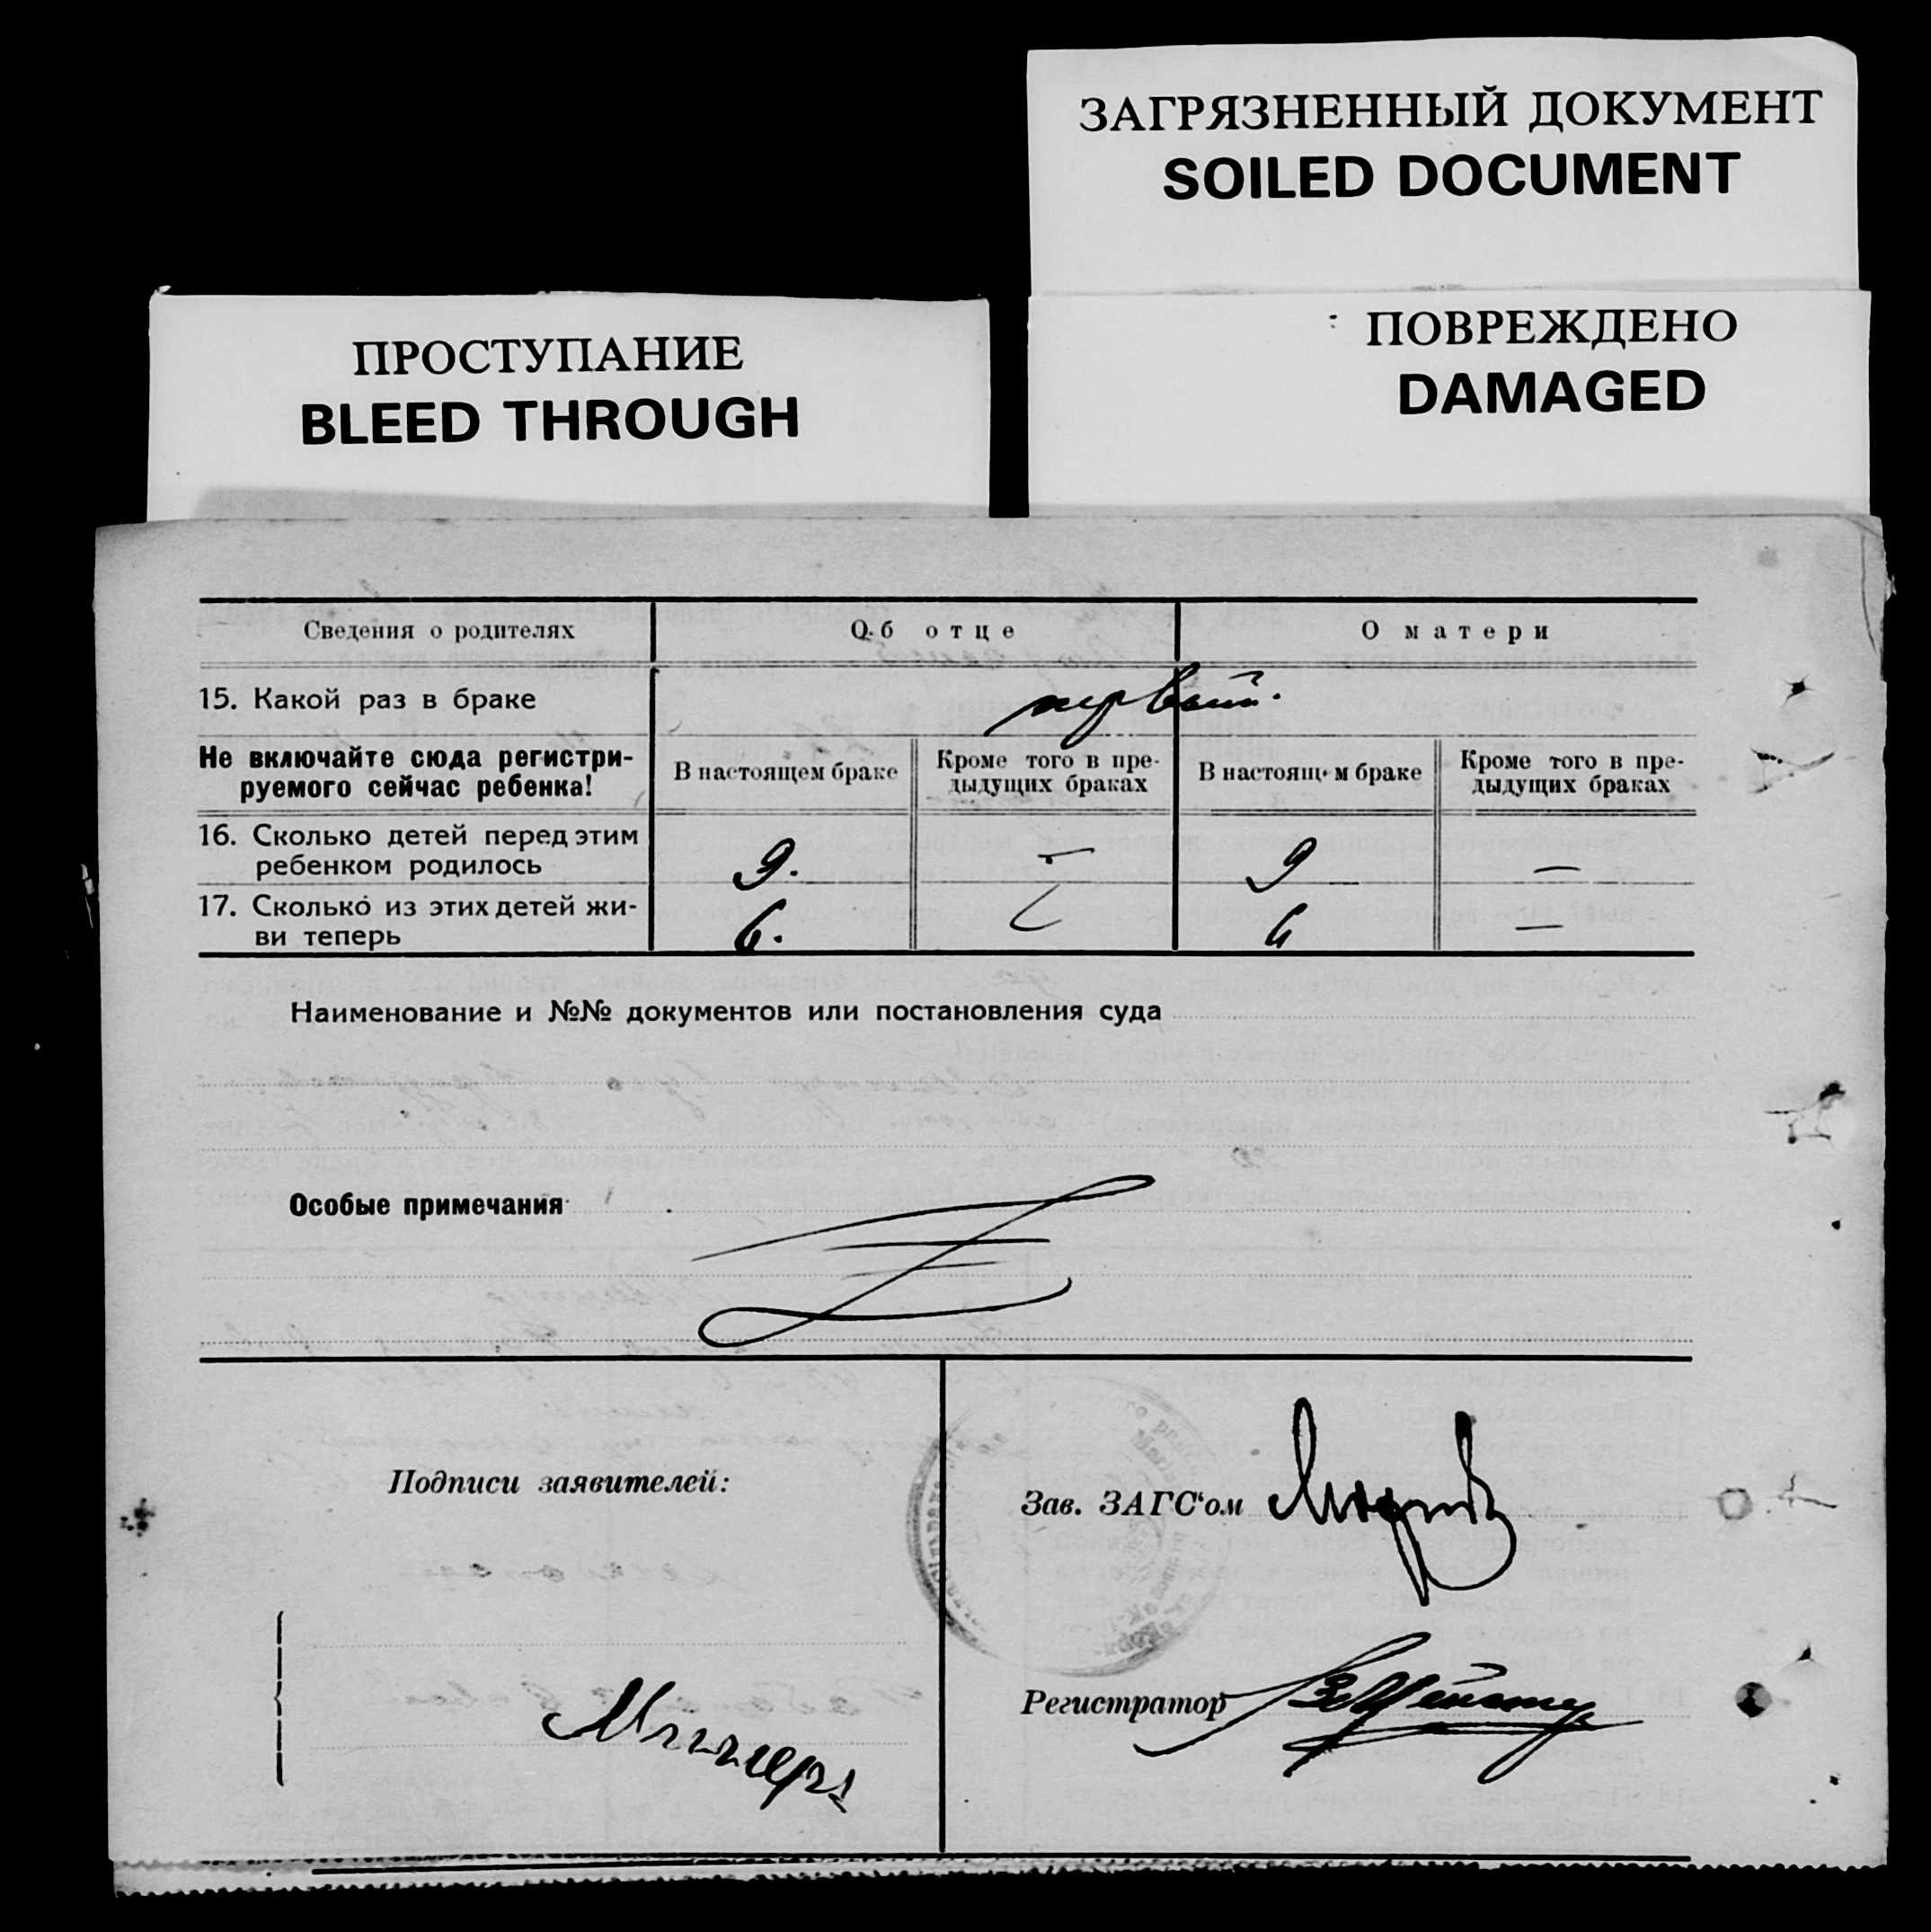 ЗАГРЯЗНЕННЫЙ ДОКУМЕНТ
SOILED DOCUMENT
ПРОСТУПАНИЕ
BLEED THROUGH
ПОВРЕЖДЕНО
DAMAGED
Сведения о родителях Об отце О матери
15. Какой раз в браке первый.
Не включайте сюда регистри-
руемого сейчас ребенка!
В настоящем браке
Кроме того в пре-
дыдущих браках
В настоящем браке
Кроме того в пре-
дыдущих браках
16. Сколько детей перед этим
ребенком родилось 9. — 9 —
17. Сколько из этих детей жи-
ви теперь 6. — 6 —
Наименование и №№ документов или постановления суда
Особые примечания
Подписи заявителей:
Зав. ЗАГС‘ом
Регистратор